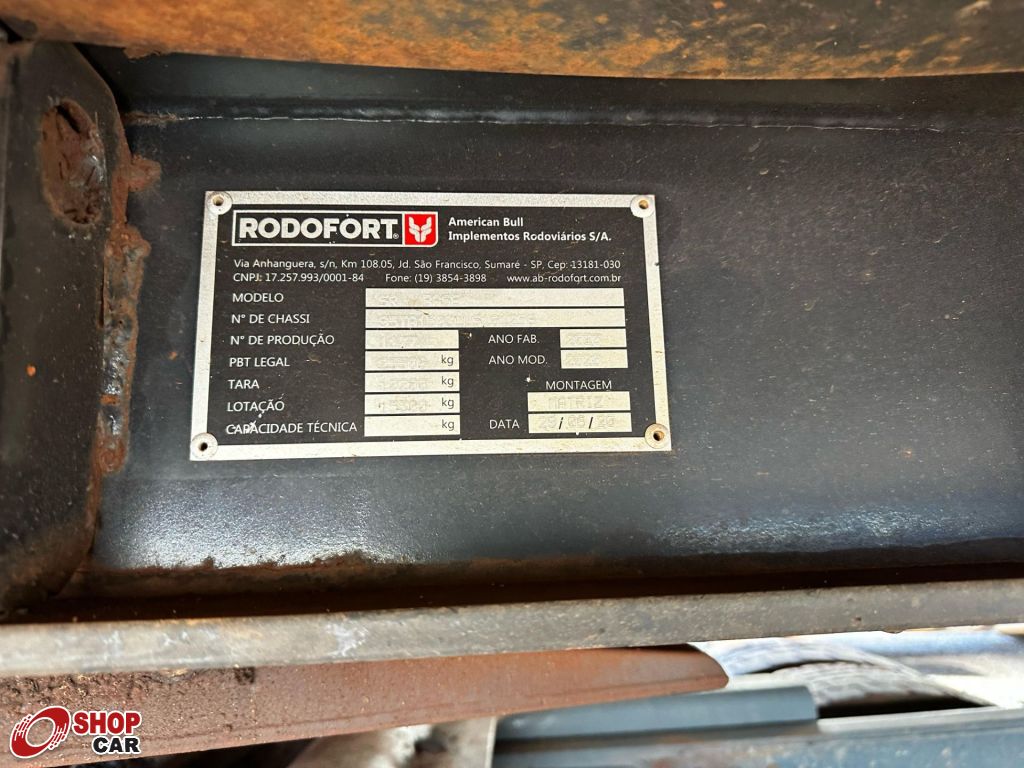 RODOFORT
American Bull
Implementos Rodoviários S/A.
Via Anhanguera, s/n, Km 108.05, Jd. São Francisco, Sumaré - SP, Cep: 13181-030
CNPJ: 17.257.993/0001-84 Fone: (19) 3854-3898 www.ab-rodofort.com.br
MODELO
N° DE CHASSI
N° DE PRODUÇÃO ANO FAB.
PBT LEGAL kg ANO MOD.
TARA kg MONTAGEM
LOTAÇÃO kg MATRIZ
CAPACIDADE TÉCNICA kg DATA
SHOP
CAR